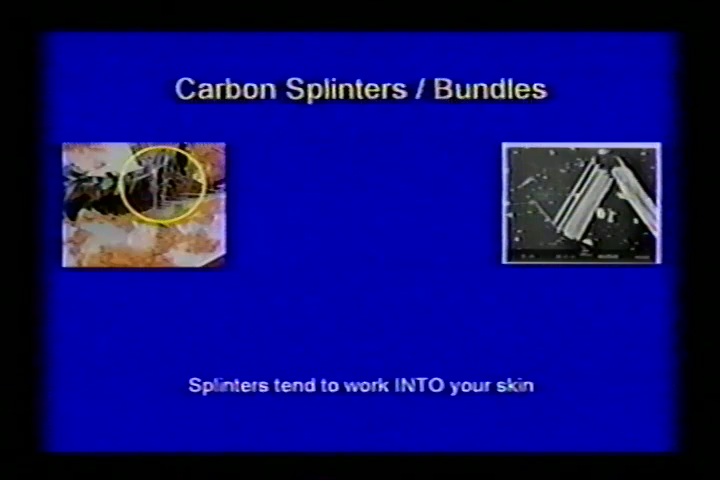 Carbon Splinters / Bundles
Splinters tend to work INTO your skin